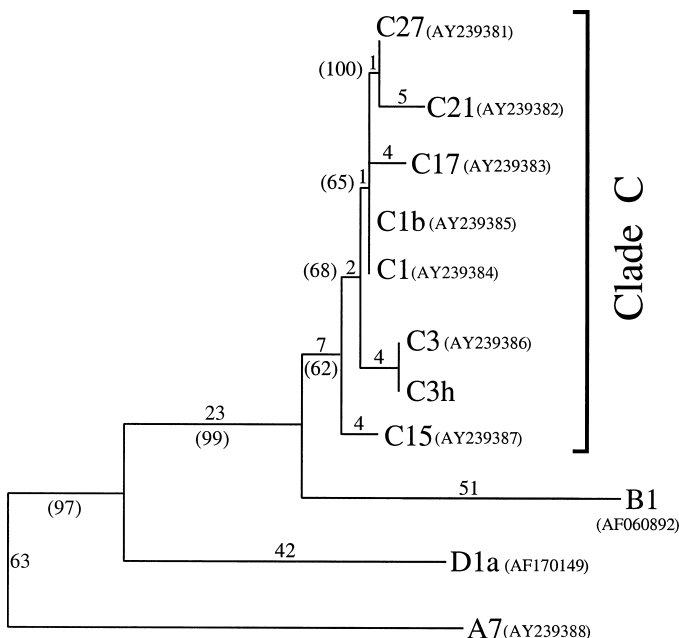 C27 (AY239381)
1
(100)
5
C21 (AY239382)
4
C17 (AY239383)
1
(65)
C1b (AY239385)
Clade C
2
(68)
C1 (AY239384)
C3 (AY239386)
7
4
(62)
C3h
4
C15 (AY239387)
23
(99)
51
B1
(AF060892)
(97)
42
D1a (AF170149)
63
A7 (AY239388)